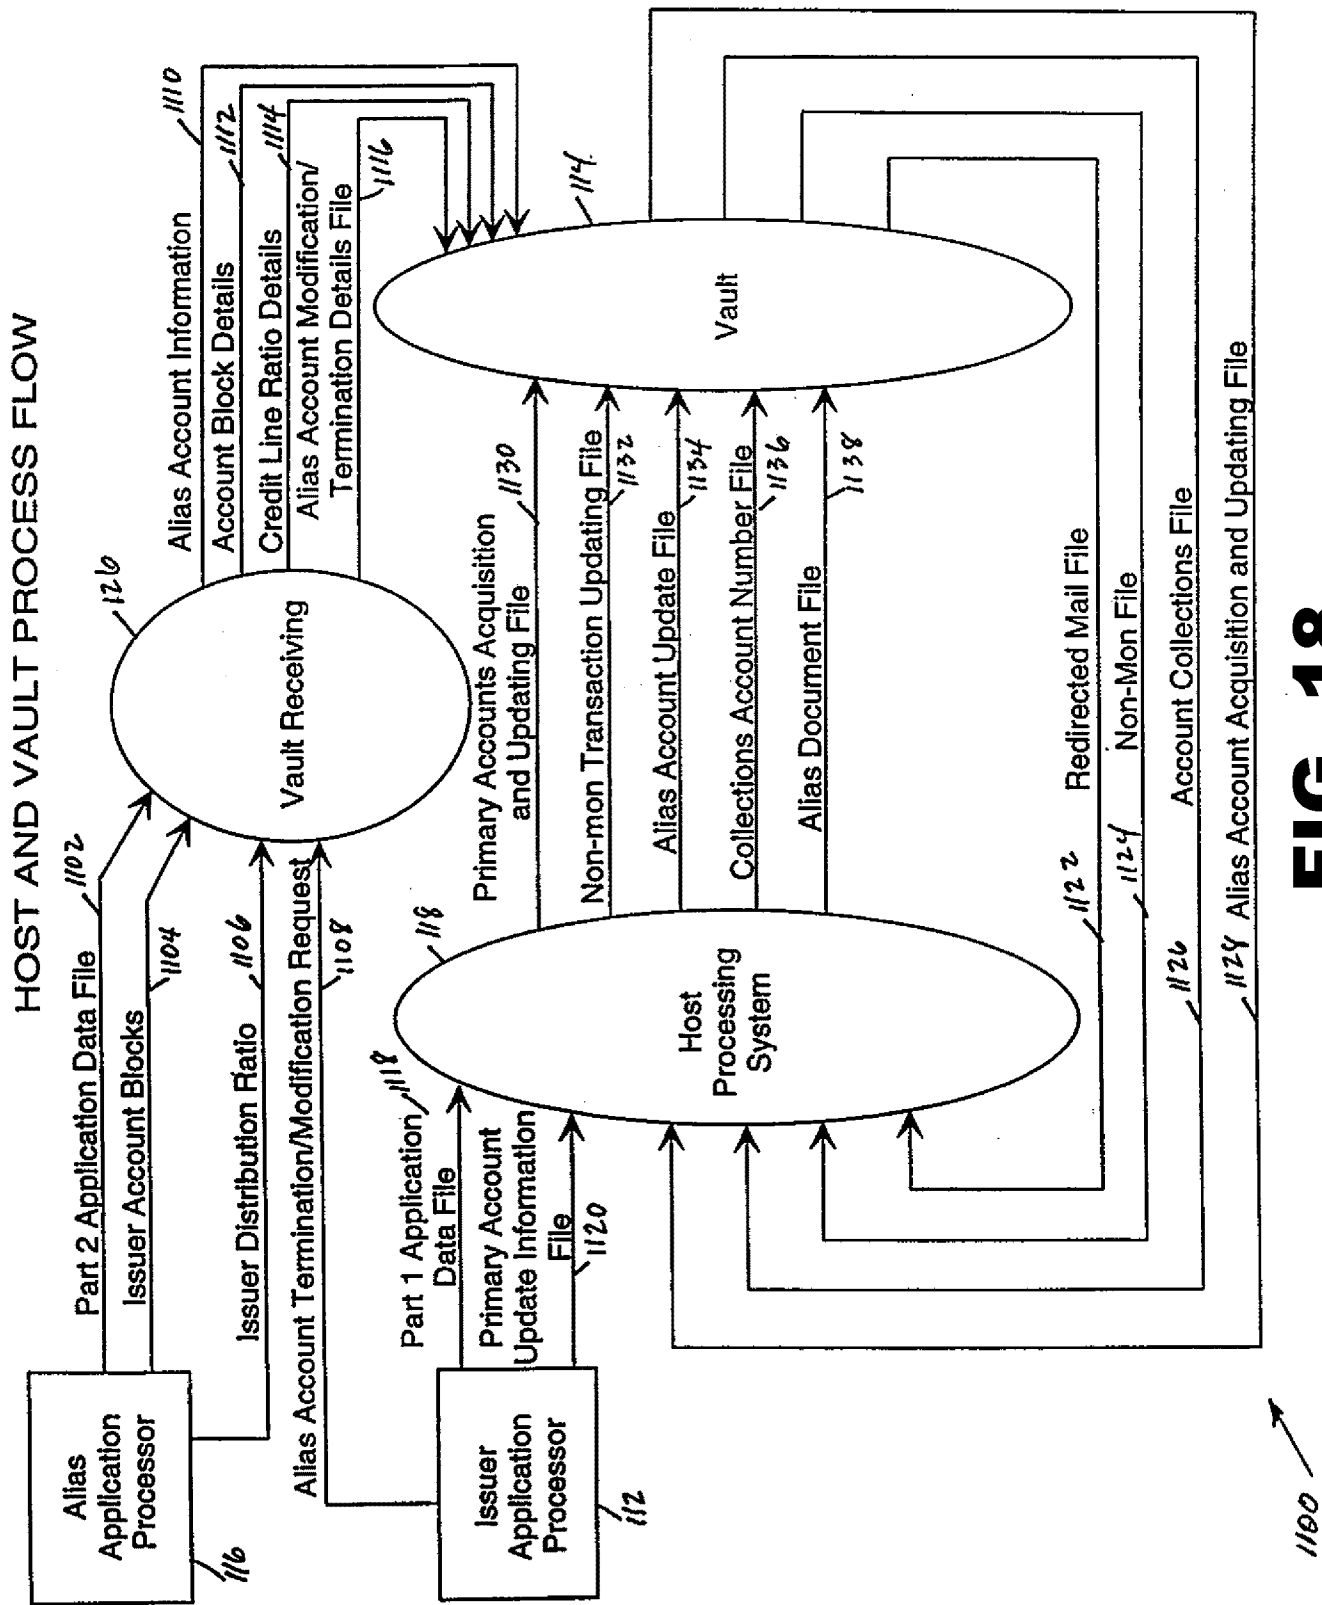 HOST AND VAULT PROCESS FLOW
Alias
Application
Processor
116
Part 2 Application Data File
1102
Issuer Account Blocks
1104
Issuer Distribution Ratio
1106
Alias Account Termination/Modification Request
1108
Vault Receiving
126
Alias Account Information
1110
Account Block Details
1112
Credit Line Ratio Details
1114
Alias Account Modification/
Termination Details File
1116
Issuer
Application
Processor
112
Part 1 Application
Data File
1118
Primary Account
Update Information
File
1120
Host
Processing
System
118
Primary Accounts Acquisition
and Updating File
1130
Non-mon Transaction Updating File
1132
Alias Account Update File
1134
Collections Account Number File
1136
Alias Document File
1138
Vault
114
Redirected Mail File
1122
Non-Mon File
1124
Account Collections File
1126
Alias Account Acquisition and Updating File
1128
1100
FIG. 18